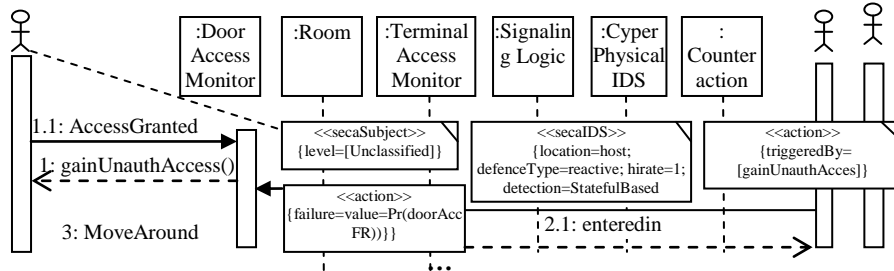 :Door
Access
Monitor
:Room
:Terminal
Access
Monitor
:Signalin
g Logic
:Cyper
Physical
IDS
:
Counter
action
1.1: AccessGranted
<<secaSubject>>
{level=[Unclassified]}
<<secaIDS>>
{location=host;
defenceType=reactive; hirate=1;
detection=StatefulBased
<<action>>
{triggeredBy=
[gainUnauthAcces]}
1: gainUnauthAccess()
<<action>>
{failure=value=Pr(doorAcc
FR))}}
2.1: enteredin
3: MoveAround
...